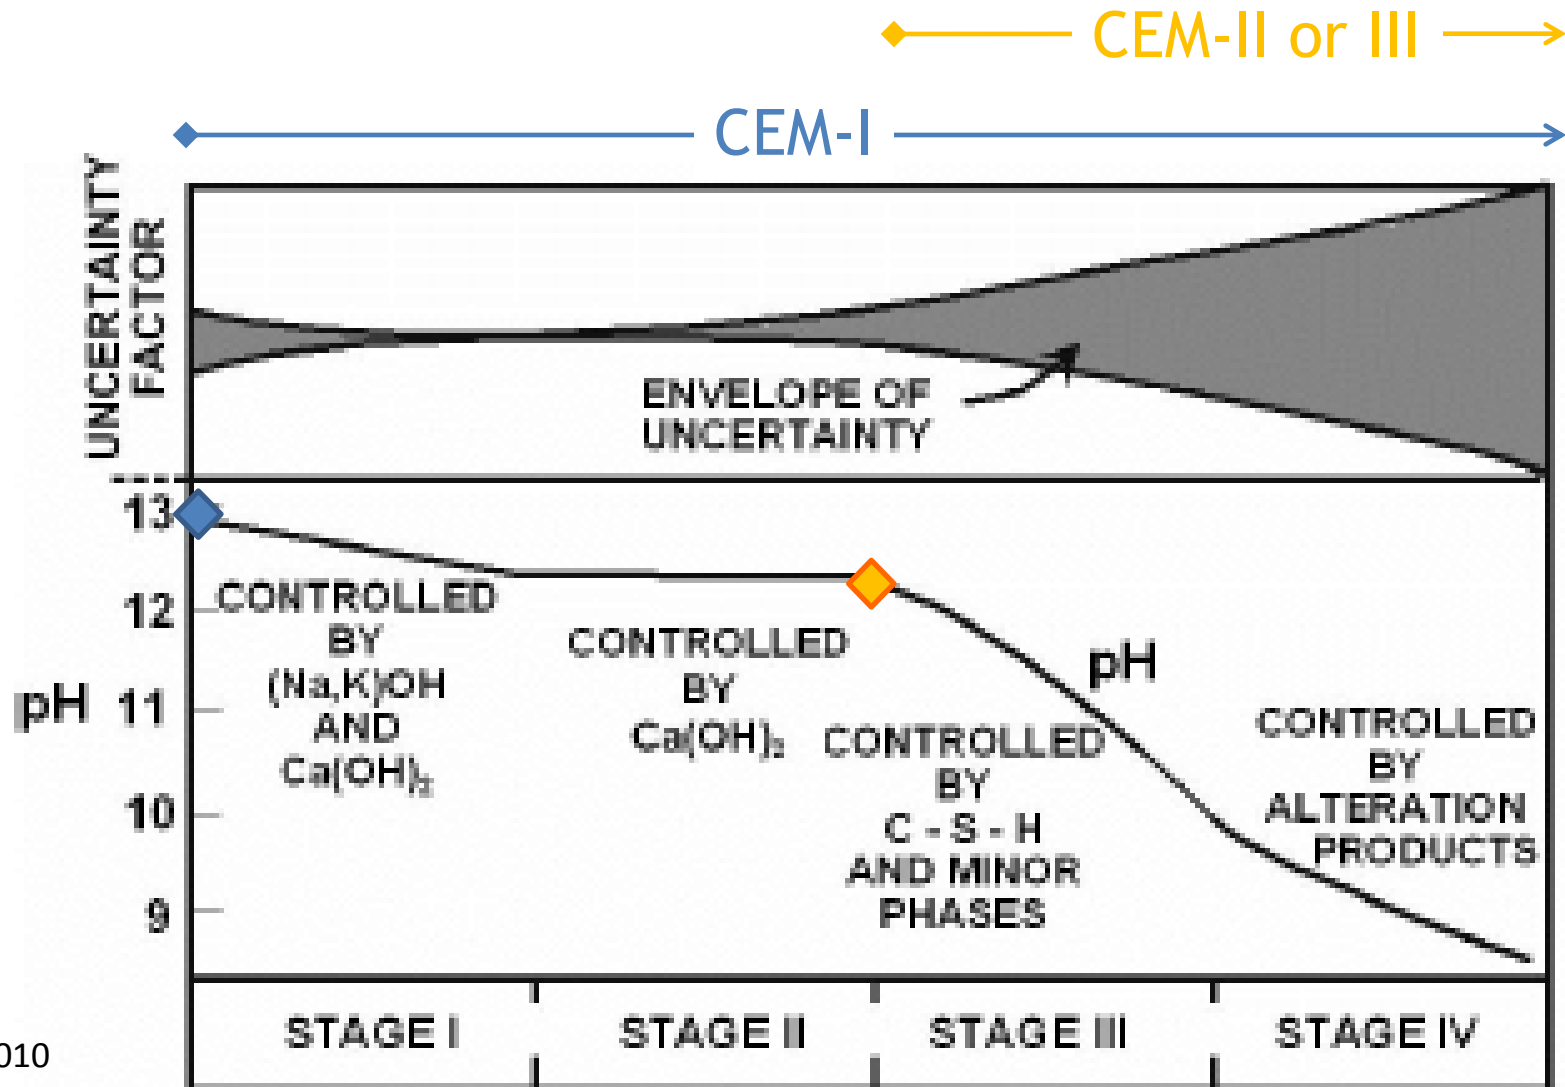 CEM-II or III
CEM-I
UNCERTAINTY
FACTOR
ENVELOPE OF
UNCERTAINTY
13
12
11
10
9
pH
CONTROLLED
BY
(Na,K)OH
AND
Ca(OH)₂
CONTROLLED
BY
Ca(OH)₂
pH
CONTROLLED
BY
C - S - H
AND MINOR
PHASES
CONTROLLED
BY
ALTERATION
PRODUCTS
STAGE I
STAGE II
STAGE III
STAGE IV
010